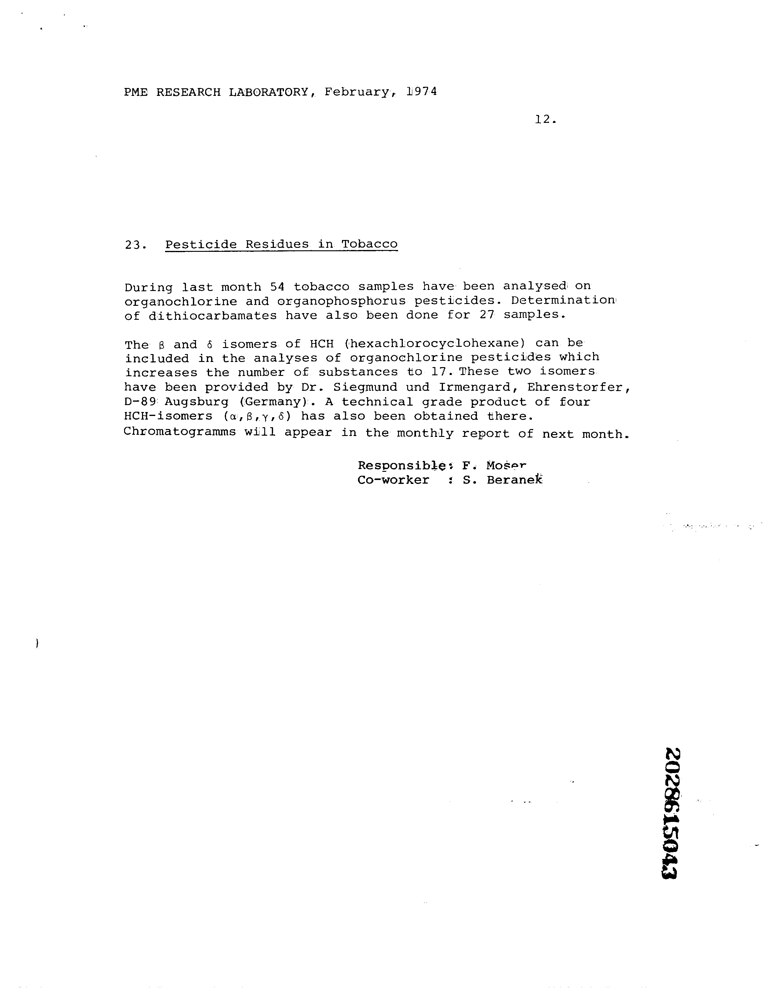 PME RESEARCH LABORATORY, February, 1974
12.
23. Pesticide Residues in Tobacco
During last month 54 tobacco samples have been analysed on
organochlorine and organophosphorus pesticides. Determination
of dithiocarbamates have also been done for 27 samples.
The β and δ isomers of HCH (hexachlorocyclohexane) can be
included in the analyses of organochlorine pesticides which
increases the number of substances to 17. These two isomers
have been provided by Dr. Siegmund und Irmengard, Ehrenstorfer,
D-89 Augsburg (Germany). A technical grade product of four
HCH-isomers (α,β,γ,δ) has also been obtained there.
Chromatogramms will appear in the monthly report of next month.
Responsible: F. Moser
Co-worker : S. Beranek
2028615043